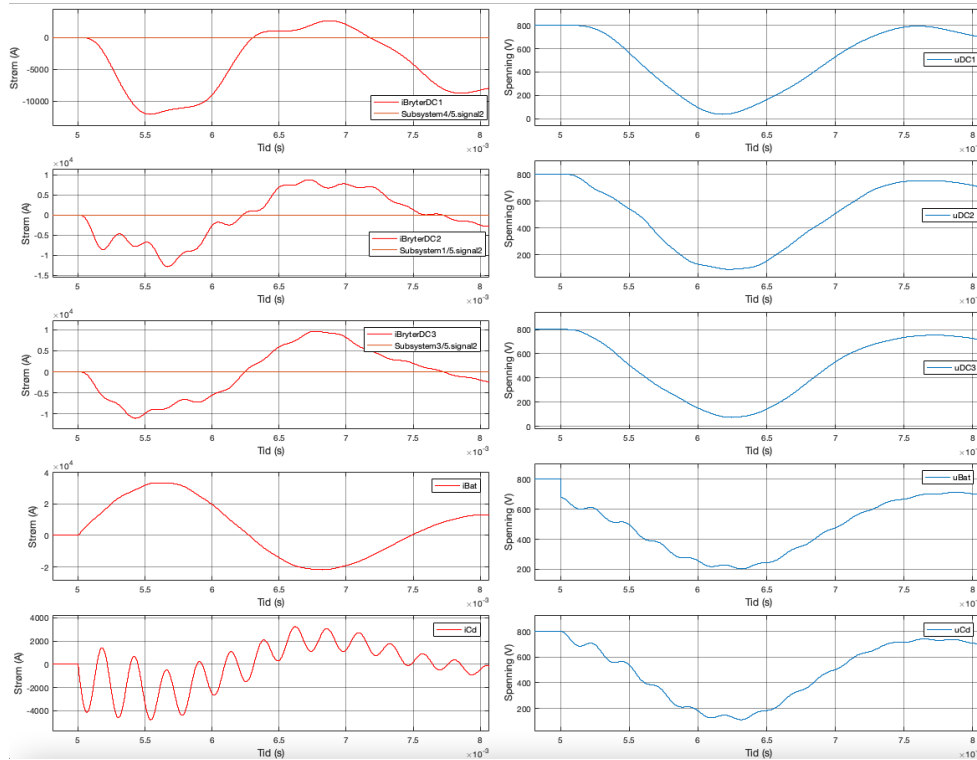 Strøm (A)
0
-5000
-10000
iBryterDC1
Subsystem4/5.signal2
5 5.5 6 6.5 7 7.5 8
Tid (s)
×10⁻³
Spenning (V)
800
600
400
200
0
uDC1
5 5.5 6 6.5 7 7.5 8
Tid (s)
×10
×10⁴
Strøm (A)
1
0.5
0
-0.5
-1
-1.5
iBryterDC2
Subsystem1/5.signal2
5 5.5 6 6.5 7 7.5 8
Tid (s)
×10⁻³
Spenning (V)
800
600
400
200
uDC2
5 5.5 6 6.5 7 7.5 8
Tid (s)
×10
×10⁴
Strøm (A)
1
0.5
0
-0.5
-1
iBryterDC3
Subsystem3/5.signal2
5 5.5 6 6.5 7 7.5 8
Tid (s)
×10⁻³
Spenning (V)
800
600
400
200
0
uDC3
5 5.5 6 6.5 7 7.5 8
Tid (s)
×10
×10⁴
Strøm (A)
4
2
0
-2
iBat
5 5.5 6 6.5 7 7.5 8
Tid (s)
×10⁻³
Spenning (V)
800
600
400
200
uBat
5 5.5 6 6.5 7 7.5 8
Tid (s)
×10
Strøm (A)
4000
2000
0
-2000
-4000
iCd
5 5.5 6 6.5 7 7.5 8
Tid (s)
×10⁻³
Spenning (V)
800
600
400
200
uCd
5 5.5 6 6.5 7 7.5 8
Tid (s)
×10